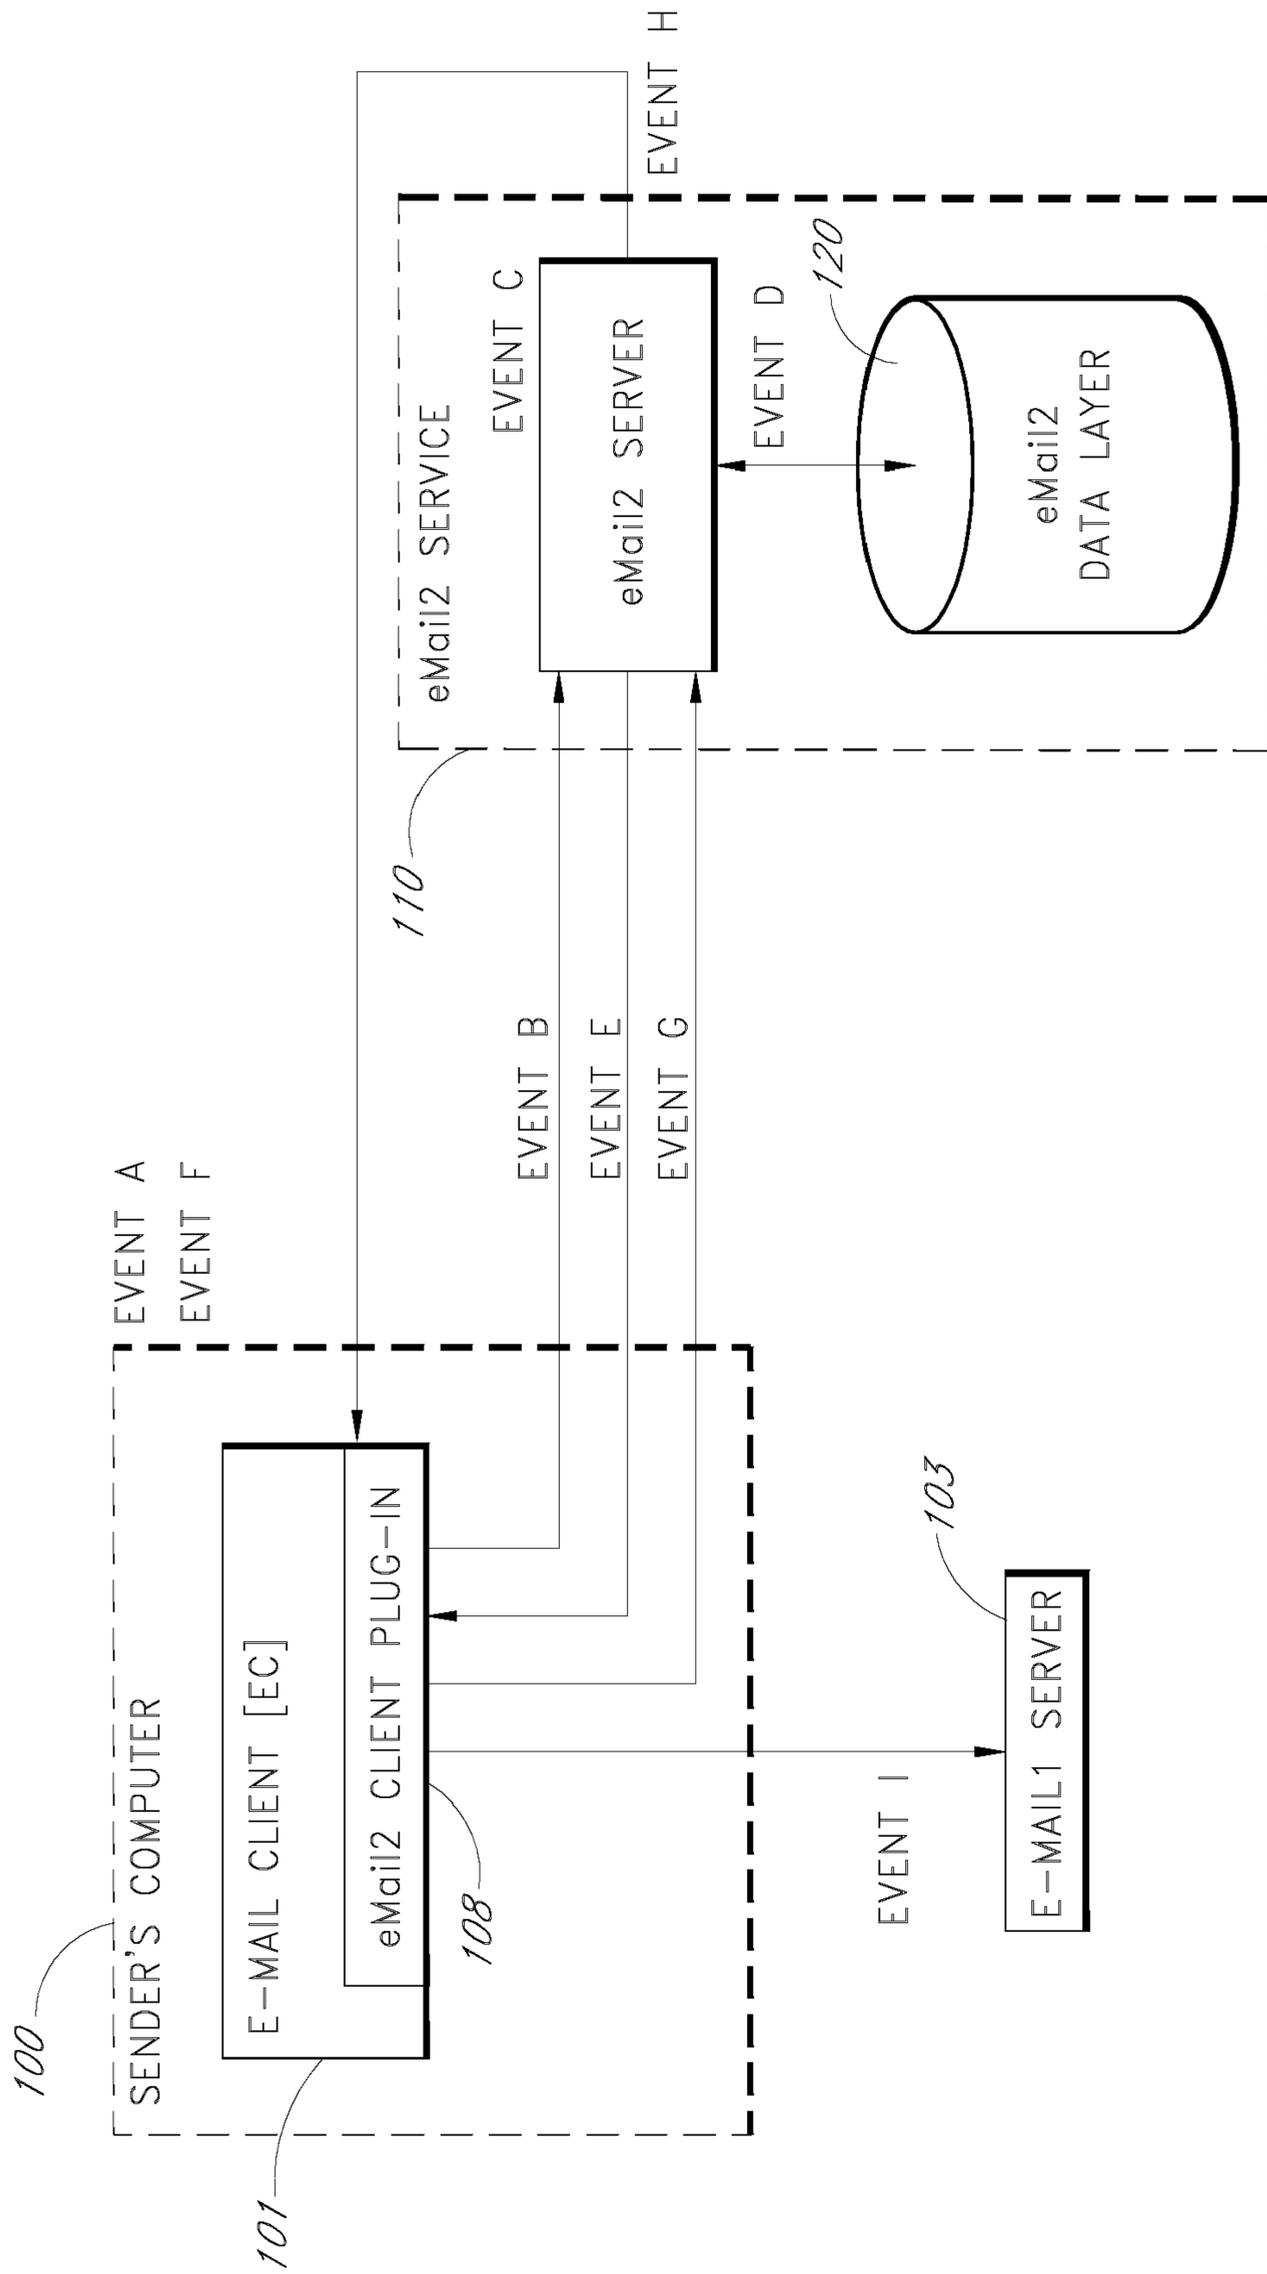 100
SENDER'S COMPUTER
EVENT A
EVENT F
101
E-MAIL CLIENT [EC]
eMail2 CLIENT PLUG-IN
108
110
eMail2 SERVICE
EVENT C
eMail2 SERVER
EVENT H
EVENT B
EVENT E
EVENT G
EVENT D
120
eMail2
DATA LAYER
EVENT I
103
E-MAIL1 SERVER